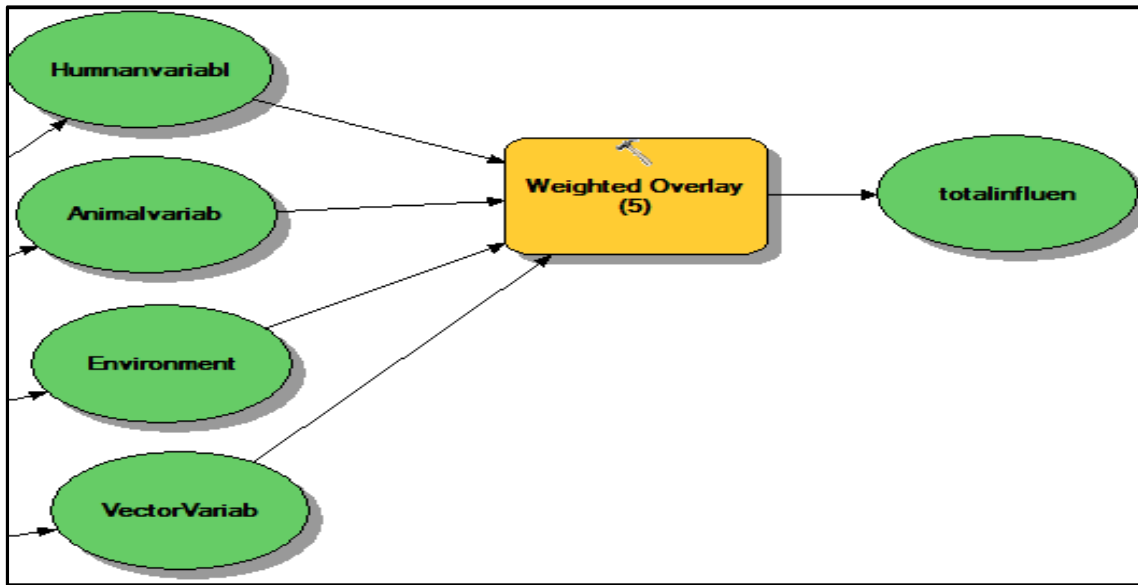 Humnanvariabl
Animalvariab
Environment
VectorVariab
Weighted Overlay
(5)
totalinfluen